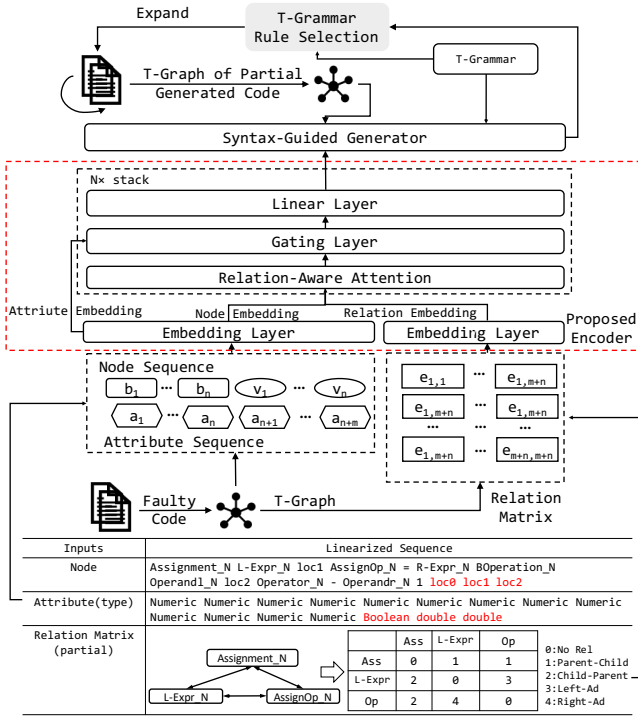 Expand
T-Grammar
Rule Selection
T-Grammar
T-Graph of Partial
Generated Code
Syntax-Guided Generator
N× stack
Linear Layer
Gating Layer
Relation-Aware Attention
Attriute Embedding
Node Embedding
Relation Embedding
Proposed
Encoder
Embedding Layer
Embedding Layer
Node Sequence
b1 ... bn v1 ... vn
a1 ... an an+1 ... an+m
Attribute Sequence
e1,1 ... e1,m+n
e1,m+n ... e1,m+n
... ...
e1,m+n ... em+n,m+n
Faulty
Code
T-Graph
Relation
Matrix
Inputs Linearized Sequence
Node Assignment_N L-Expr_N loc1 AssignOp_N = R-Expr_N BOperation_N
Operandl_N loc2 Operator_N - Operandr_N 1 loc0 loc1 loc2
Attribute(type) Numeric Numeric Numeric Numeric Numeric Numeric Numeric Numeric
Numeric Numeric Numeric Numeric Boolean double double
Relation Matrix
(partial)
Assignment_N
L-Expr_N AssignOp_N
Ass L-Expr Op
Ass 0 1 1
L-Expr 2 0 3
Op 2 4 0
0:No Rel
1:Parent-Child
2:Child-Parent
3:Left-Ad
4:Right-Ad